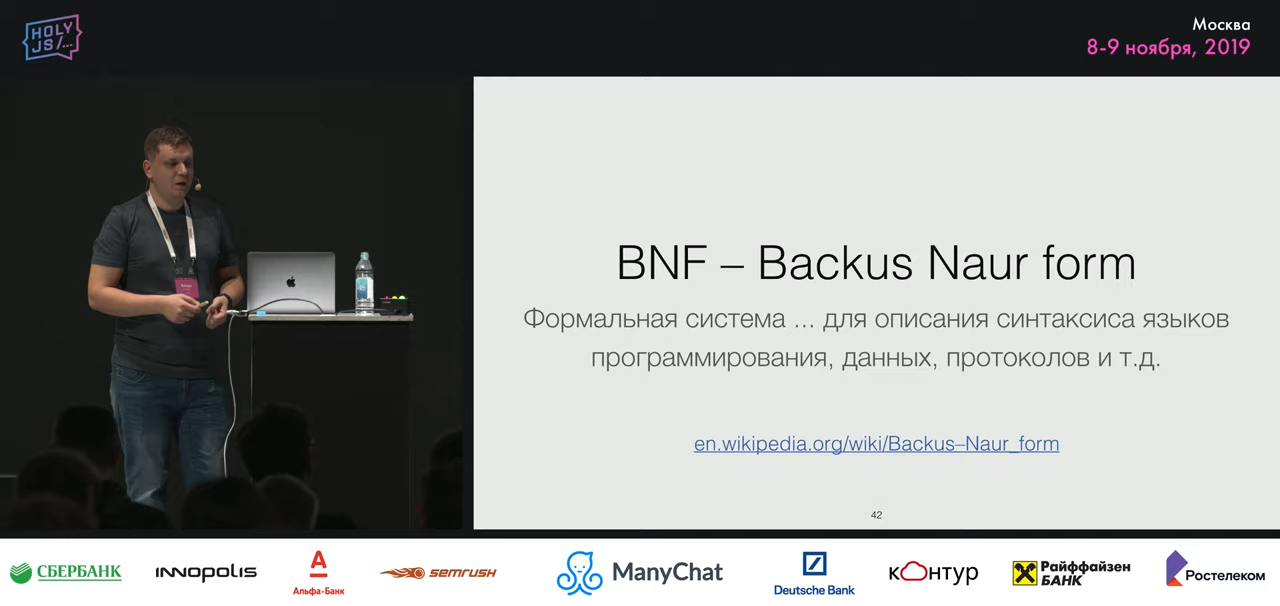 HOLY
JS/...
Москва
8-9 ноября, 2019
BNF – Backus Naur form
Формальная система ... для описания синтаксиса языков
программирования, данных, протоколов и т.д.
en.wikipedia.org/wiki/Backus–Naur_form
42
СБЕРБАНК
INNOPOLIS
А
Альфа·Банк
semrush
ManyChat
Deutsche Bank
кОнтур
Райффайзен
БАНК
Ростелеком